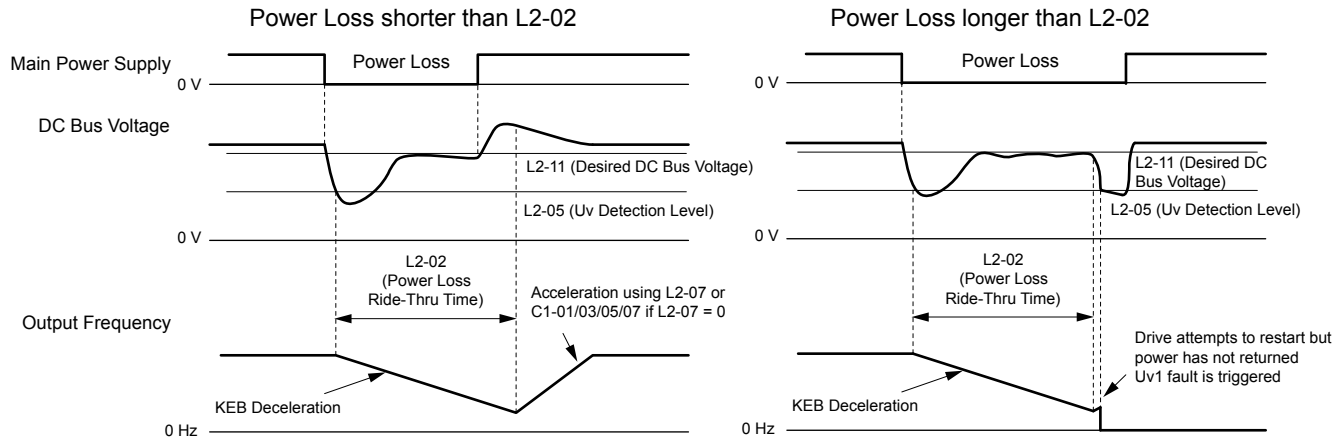 Power Loss shorter than L2-02
Main Power Supply
Power Loss
0 V
DC Bus Voltage
L2-11 (Desired DC Bus Voltage)
L2-05 (Uv Detection Level)
0 V
L2-02
(Power Loss
Ride-Thru Time)
Acceleration using L2-07 or
C1-01/03/05/07 if L2-07 = 0
Output Frequency
KEB Deceleration
0 Hz
Power Loss longer than L2-02
Power Loss
0 V
L2-11 (Desired DC
Bus Voltage)
L2-05 (Uv Detection Level)
0 V
L2-02
(Power Loss
Ride-Thru Time)
Drive attempts to restart but
power has not returned
Uv1 fault is triggered
KEB Deceleration
0 Hz